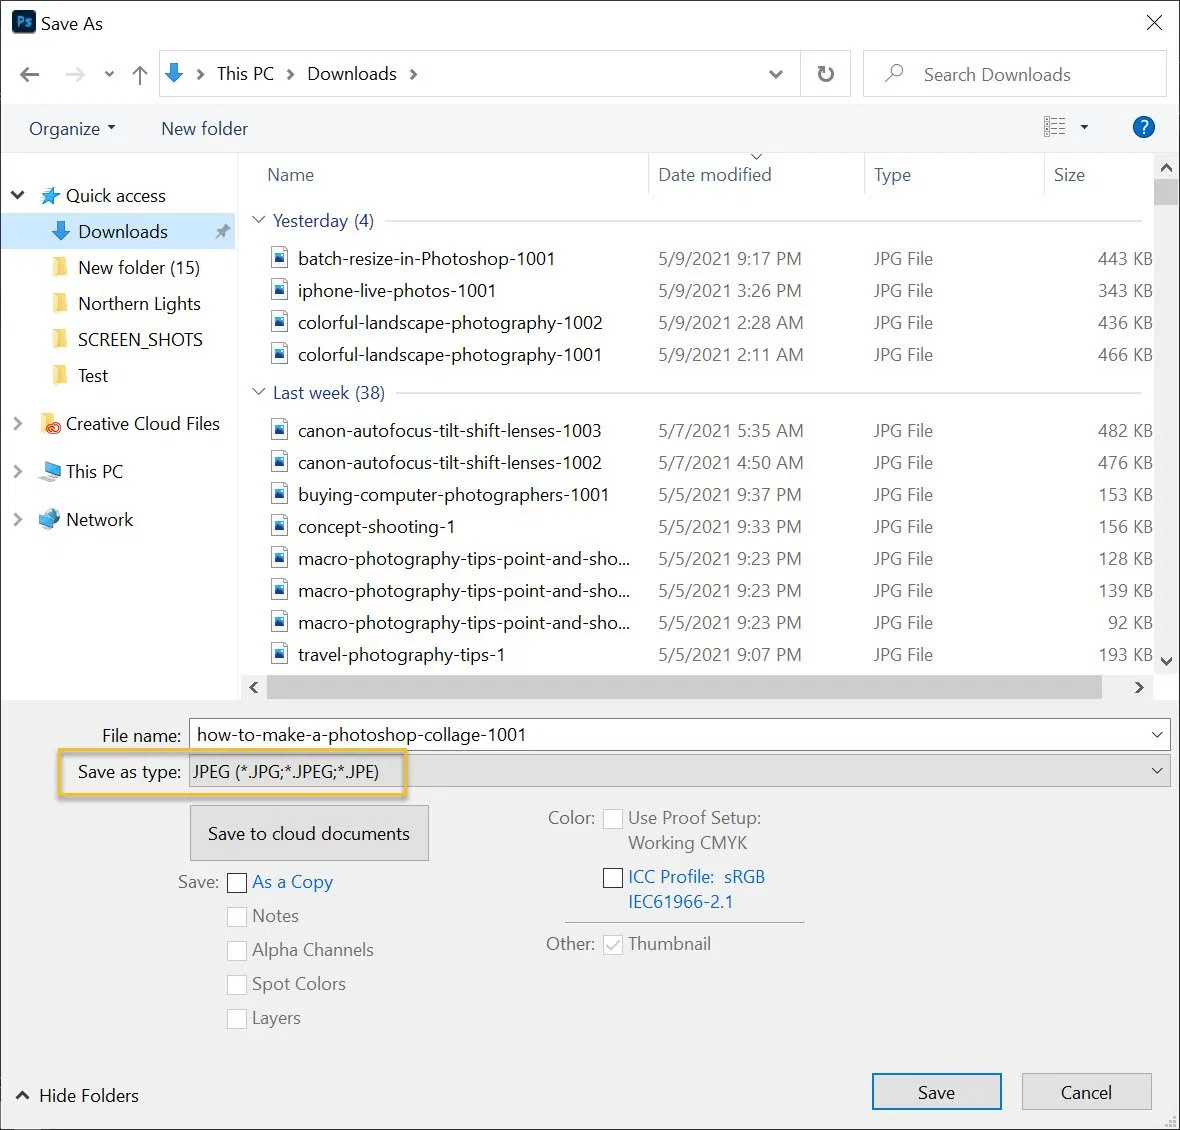 Ps Save As
This PC Downloads Search Downloads
Organize New folder ?
Name Date modified Type Size
Quick access
Downloads
New folder (15)
Northern Lights
SCREEN_SHOTS
Test
Creative Cloud Files
This PC
Network
Yesterday (4)
batch-resize-in-Photoshop-1001 5/9/2021 9:17 PM JPG File 443 KB
iphone-live-photos-1001 5/9/2021 3:26 PM JPG File 343 KB
colorful-landscape-photography-1002 5/9/2021 2:28 AM JPG File 436 KB
colorful-landscape-photography-1001 5/9/2021 2:11 AM JPG File 466 KB
Last week (38)
canon-autofocus-tilt-shift-lenses-1003 5/7/2021 5:35 AM JPG File 482 KB
canon-autofocus-tilt-shift-lenses-1002 5/7/2021 4:50 AM JPG File 476 KB
buying-computer-photographers-1001 5/5/2021 9:37 PM JPG File 153 KB
concept-shooting-1 5/5/2021 9:33 PM JPG File 156 KB
macro-photography-tips-point-and-sho... 5/5/2021 9:23 PM JPG File 128 KB
macro-photography-tips-point-and-sho... 5/5/2021 9:23 PM JPG File 139 KB
macro-photography-tips-point-and-sho... 5/5/2021 9:23 PM JPG File 92 KB
travel-photography-tips-1 5/5/2021 9:07 PM JPG File 193 KB
File name: how-to-make-a-photoshop-collage-1001
Save as type: JPEG (*.JPG;*.JPEG;*.JPE)
Save to cloud documents
Save: As a Copy
Notes
Alpha Channels
Spot Colors
Layers
Color: Use Proof Setup:
Working CMYK
ICC Profile: sRGB
IEC61966-2.1
Other: Thumbnail
Hide Folders Save Cancel